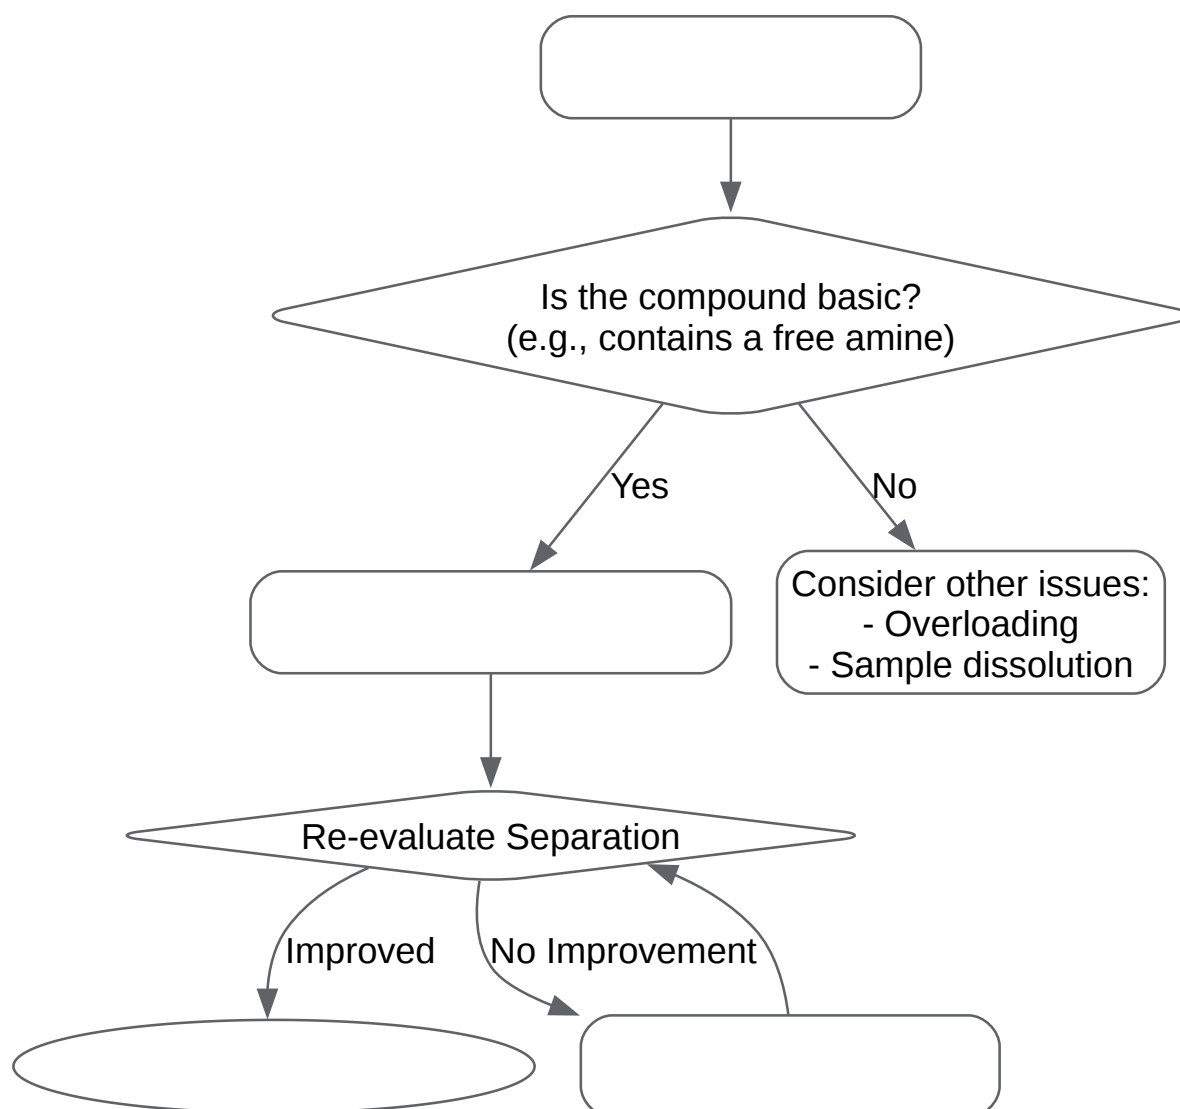 Is the compound basic?
(e.g., contains a free amine)
Yes
No
Consider other issues:
- Overloading
- Sample dissolution
Re-evaluate Separation
Improved
No Improvement